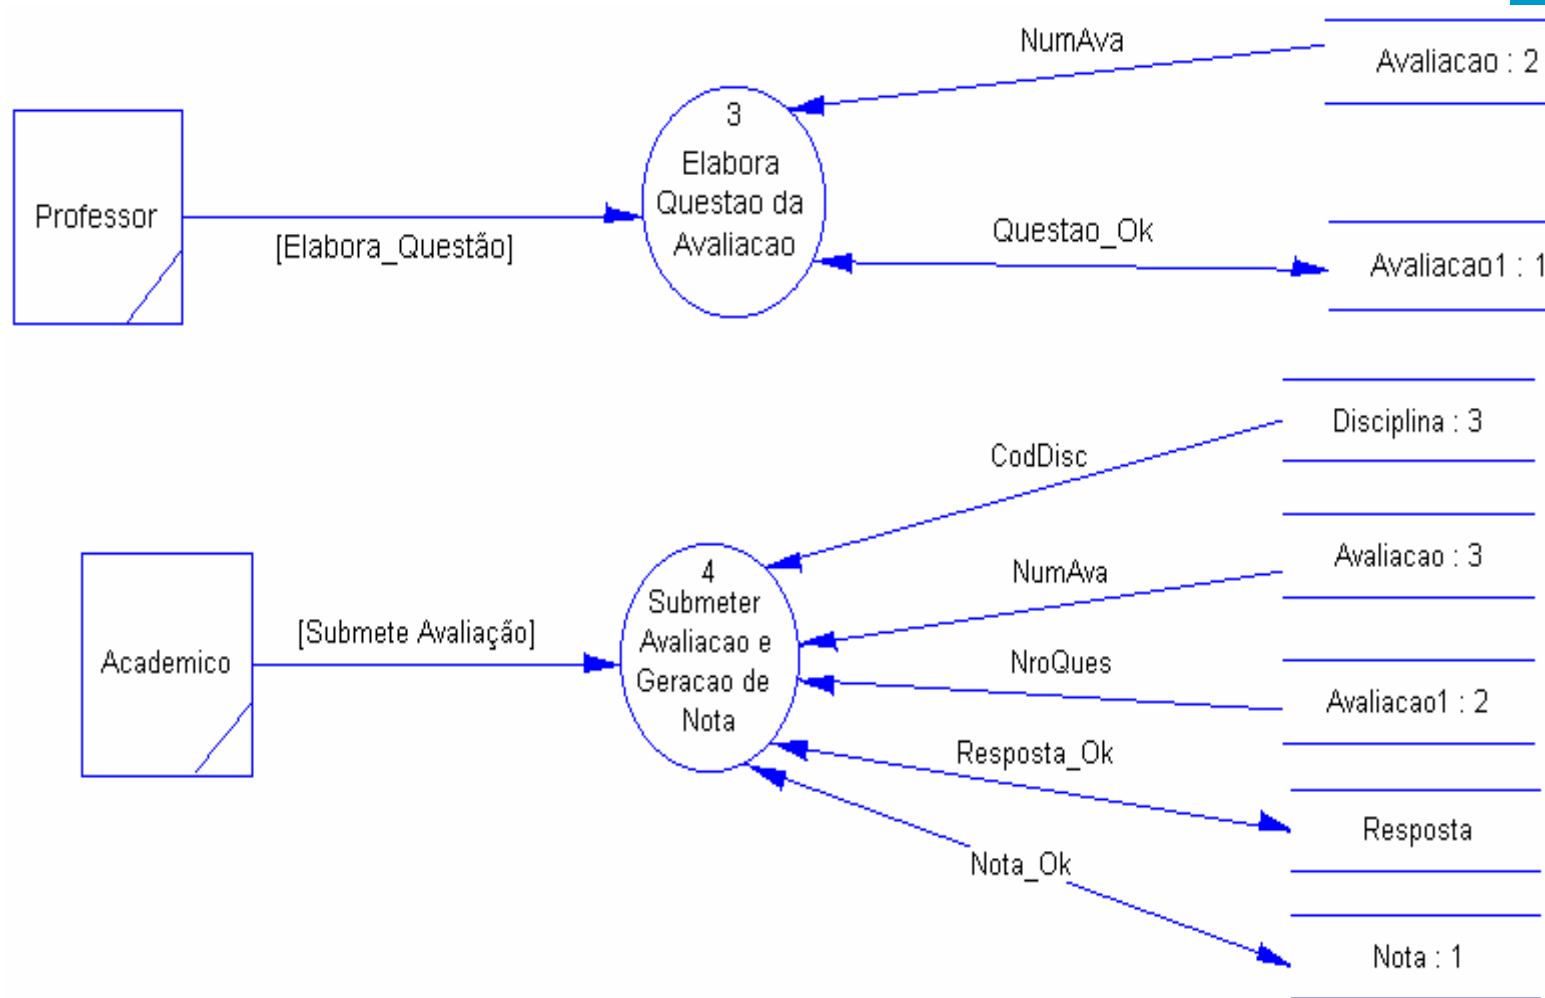 NumAva
Avaliacao : 2
3
Elabora
Questao da
Avaliacao
Professor
[Elabora_Questão]
Questao_Ok
Avaliacao1 : 1
Disciplina : 3
CodDisc
Avaliacao : 3
NumAva
4
Submeter
Avaliacao e
Geracao de
Nota
[Submete Avaliação]
Academico
NroQues
Avaliacao1 : 2
Resposta_Ok
Resposta
Nota_Ok
Nota : 1